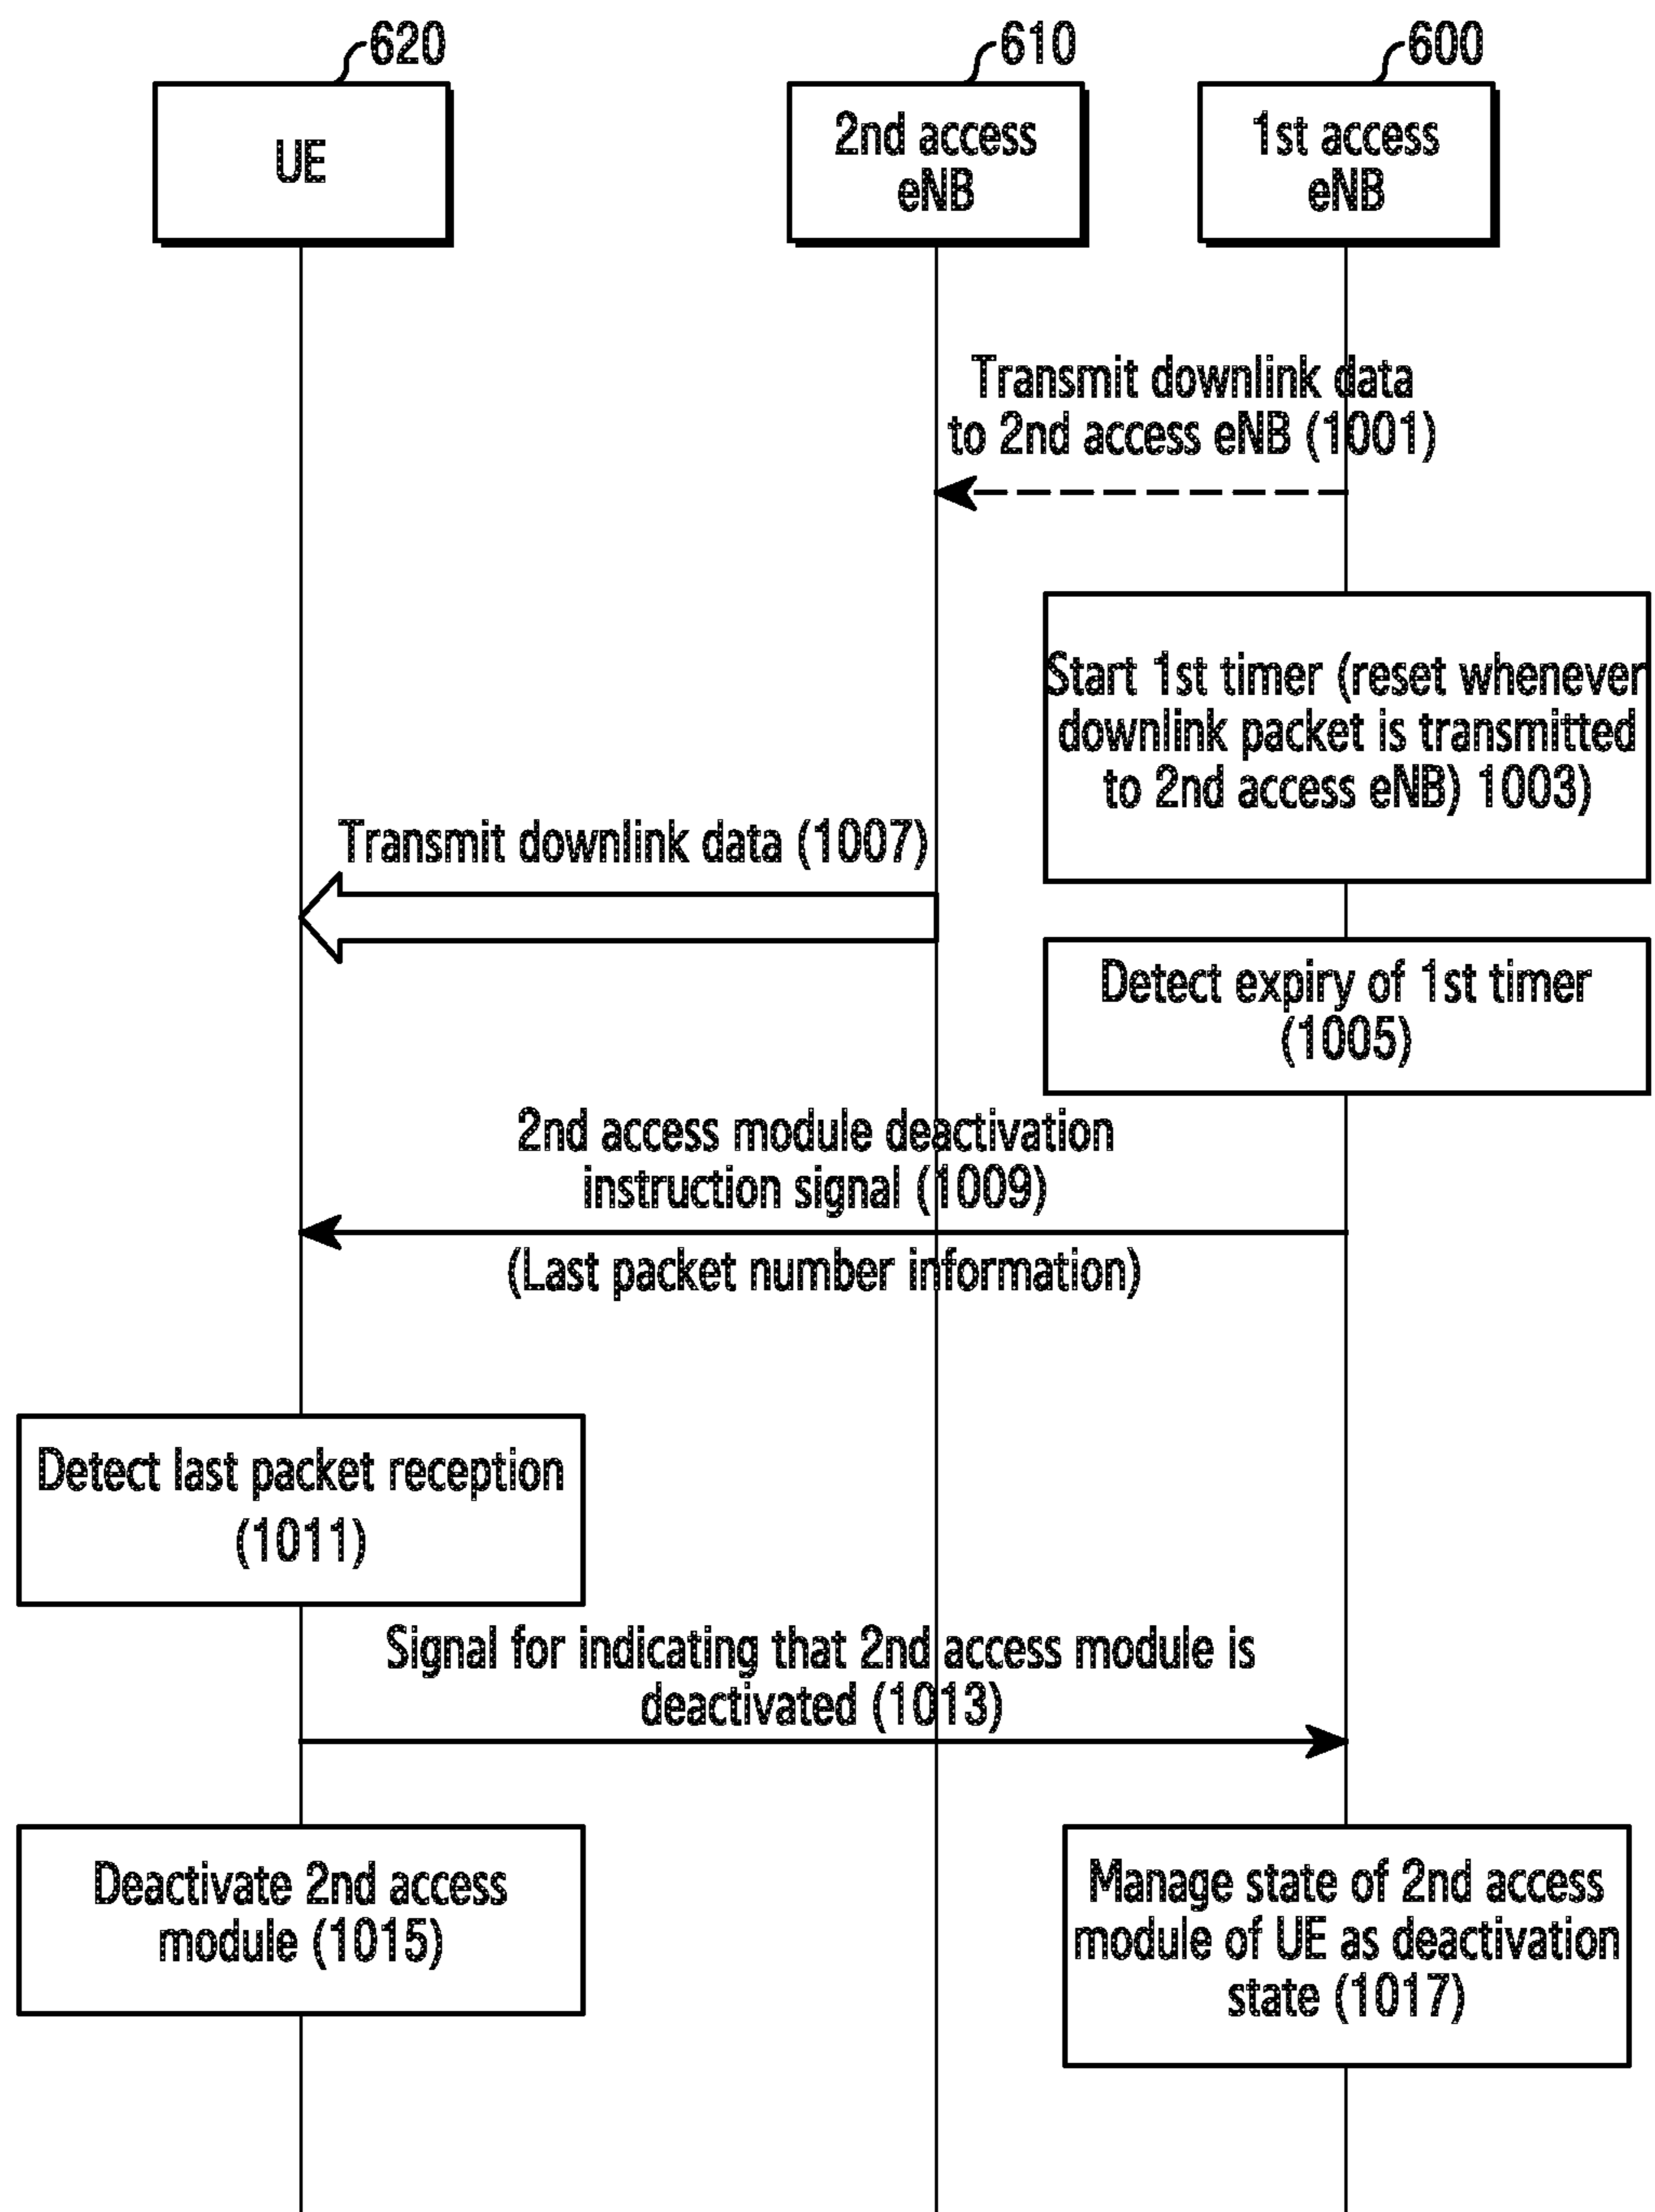 620
610
600
UE
2nd access
eNB
1st access
eNB
Transmit downlink data
to 2nd access eNB (1001)
Start 1st timer (reset whenever
downlink packet is transmitted
to 2nd access eNB) 1003)
Transmit downlink data (1007)
Detect expiry of 1st timer
(1005)
2nd access module deactivation
instruction signal (1009)
(Last packet number information)
Detect last packet reception
(1011)
Signal for indicating that 2nd access module is
deactivated (1013)
Deactivate 2nd access
module (1015)
Manage state of 2nd access
module of UE as deactivation
state (1017)